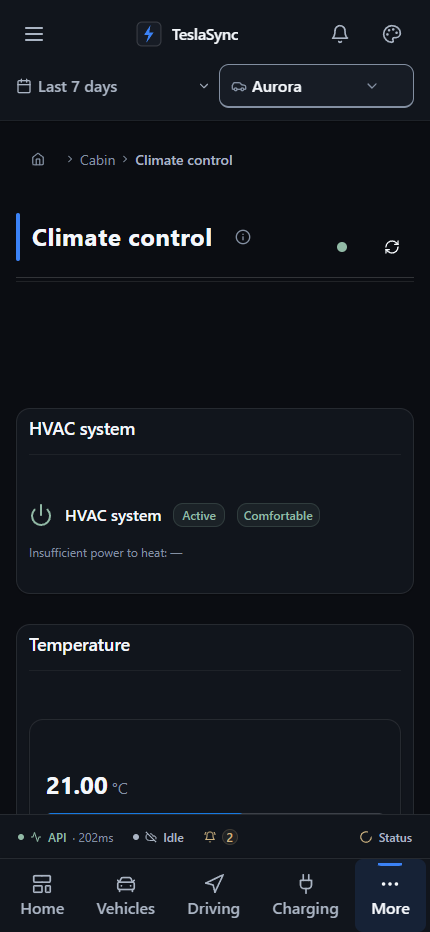 TeslaSync
Last 7 days
Aurora
Cabin
Climate control
Climate control
HVAC system
HVAC system
Active
Comfortable
Insufficient power to heat: —
Temperature
21.00 °C
API · 202ms
Idle
2
Status
Home
Vehicles
Driving
Charging
More